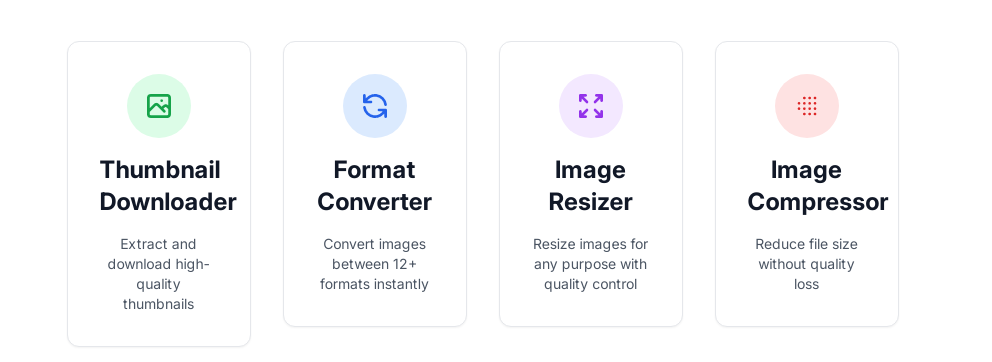 Thumbnail
Downloader
Extract and
download high-
quality
thumbnails
Format
Converter
Convert images
between 12+
formats instantly
Image
Resizer
Resize images for
any purpose with
quality control
Image
Compressor
Reduce file size
without quality
loss